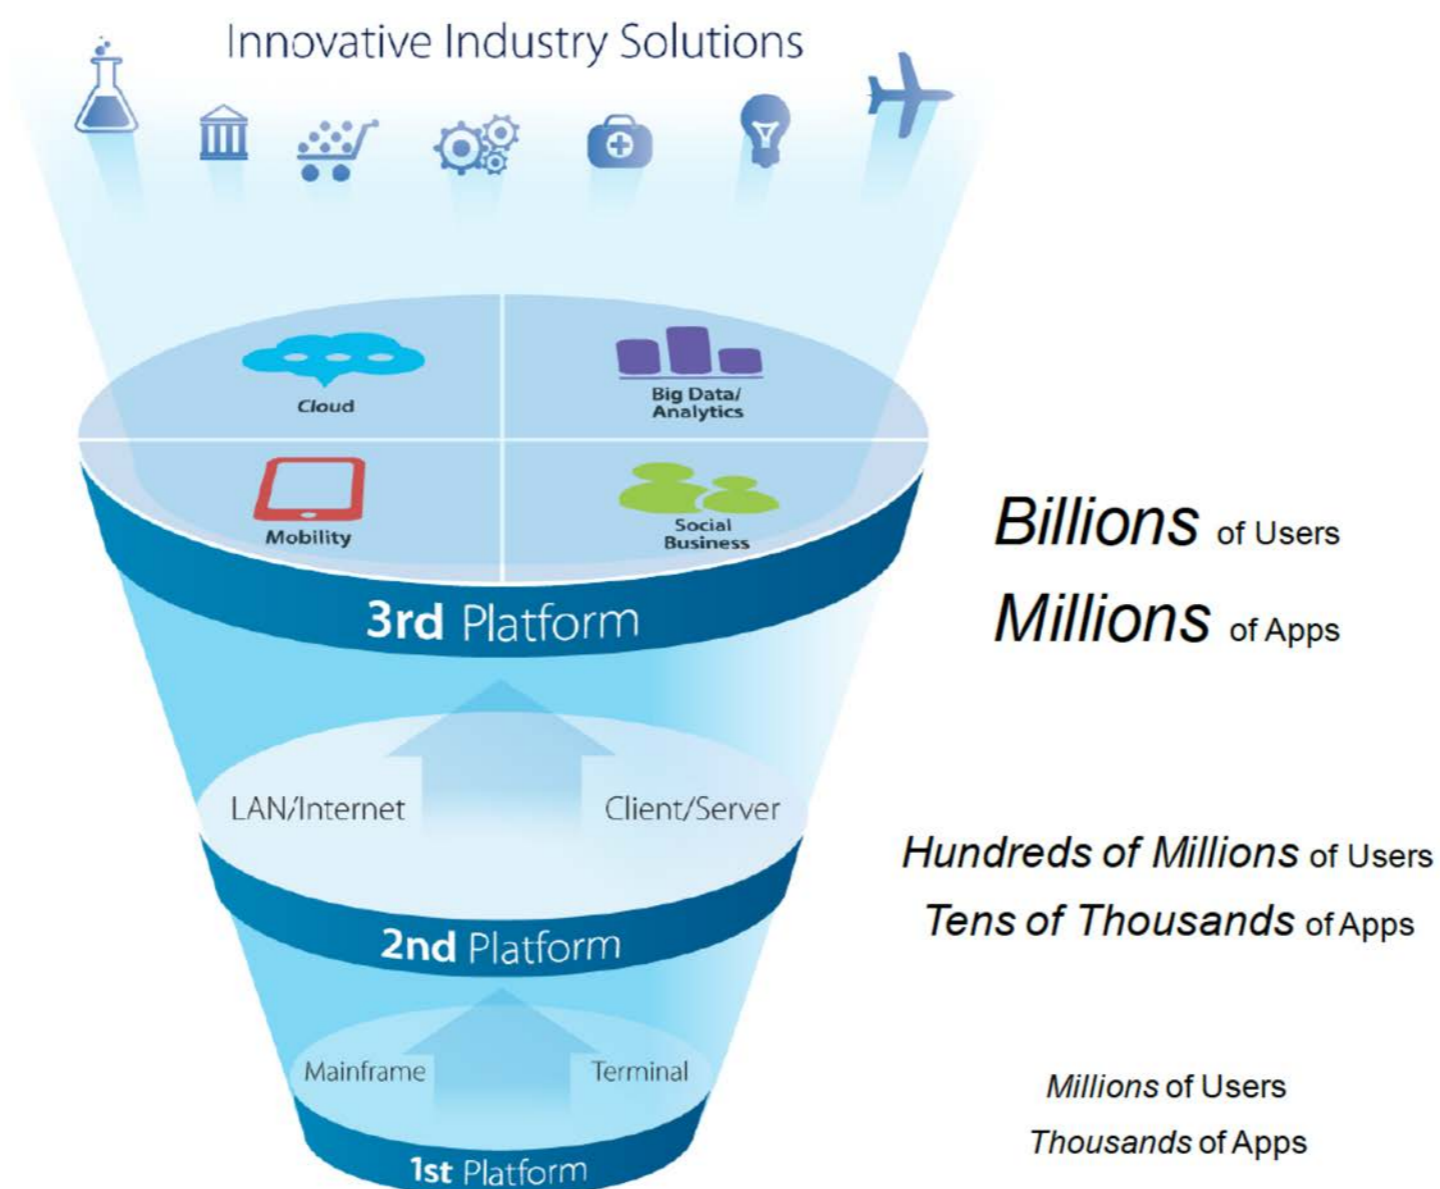 Innovative Industry Solutions
Cloud
Big Data/
Analytics
Mobility
Social
Business
3rd Platform
Billions of Users
Millions of Apps
LAN/Internet
Client/Server
2nd Platform
Hundreds of Millions of Users
Tens of Thousands of Apps
Mainframe
Terminal
1st Platform
Millions of Users
Thousands of Apps